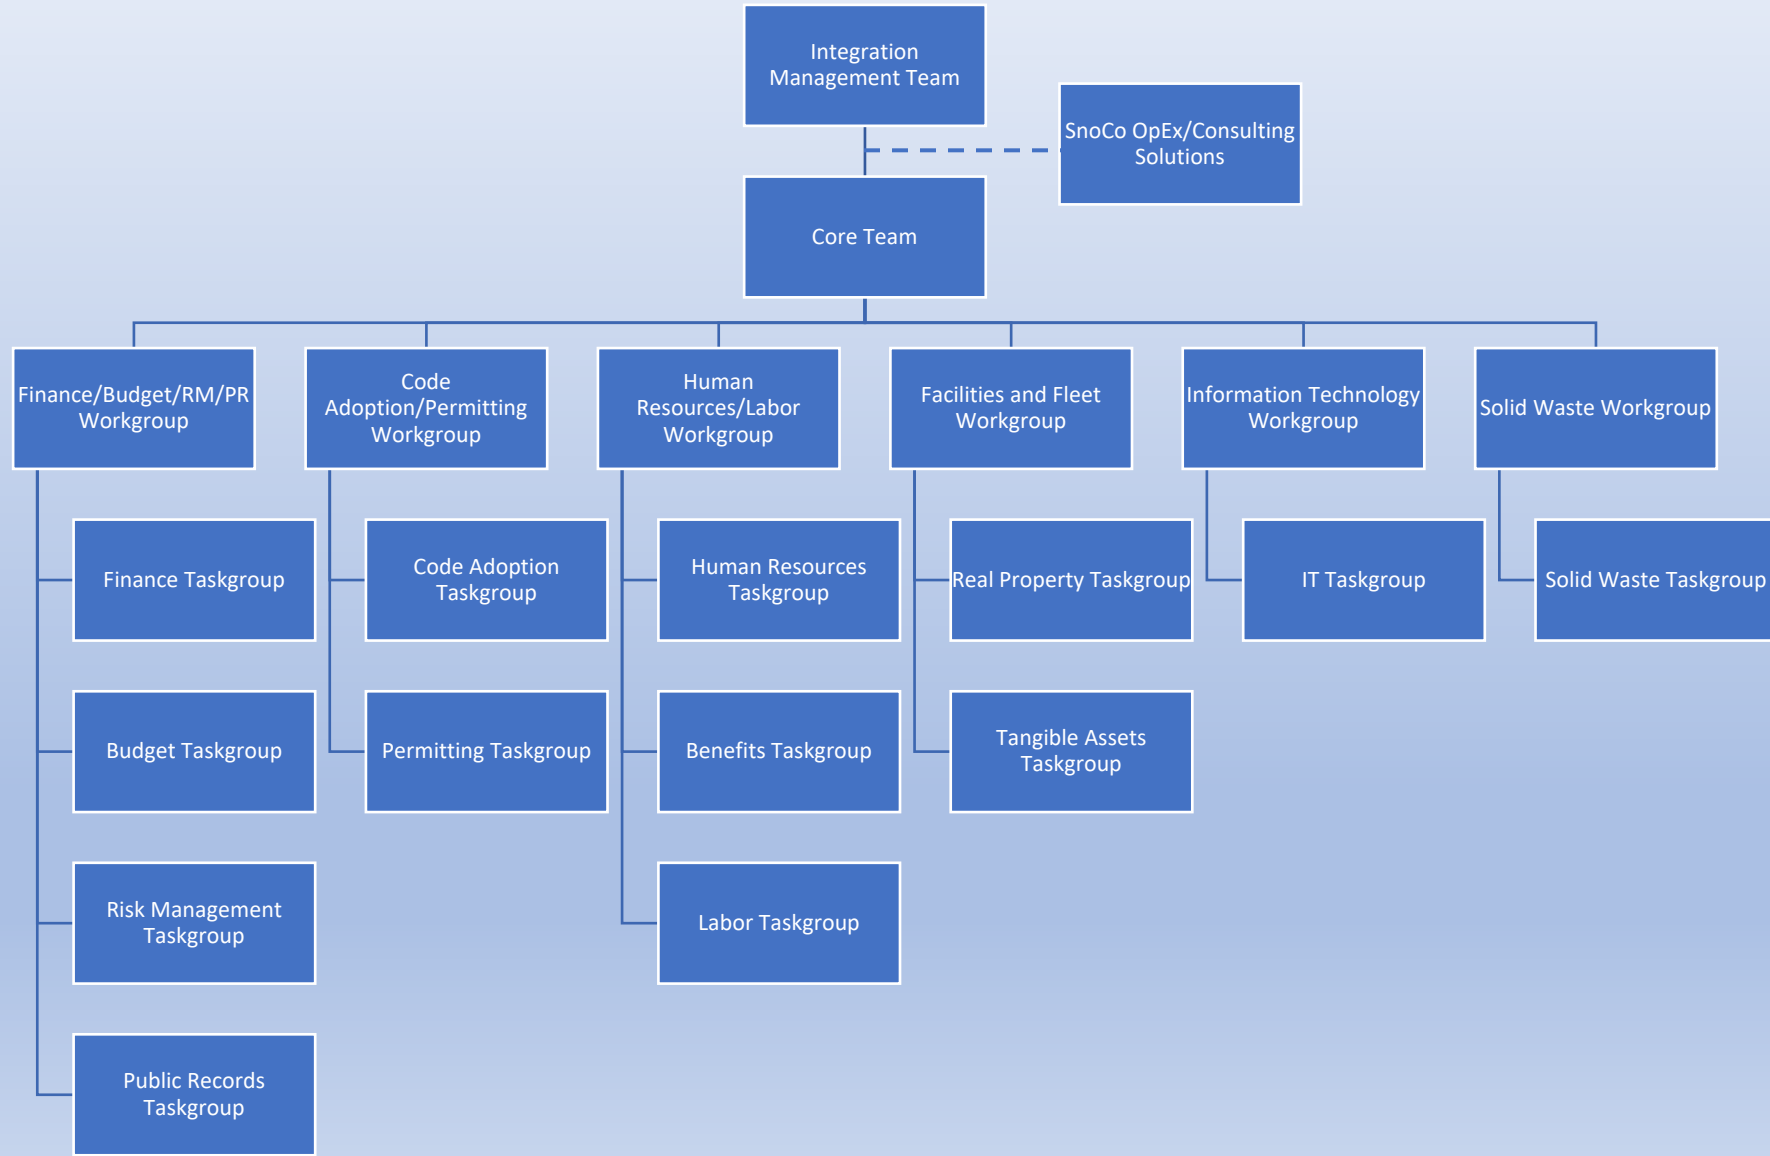 Integration
Management Team
SnoCo OpEx/Consulting
Solutions
Core Team
Finance/Budget/RM/PR
Workgroup
Code
Adoption/Permitting
Workgroup
Human
Resources/Labor
Workgroup
Facilities and Fleet
Workgroup
Information Technology
Workgroup
Solid Waste Workgroup
Finance Taskgroup
Code Adoption
Taskgroup
Human Resources
Taskgroup
Real Property Taskgroup
IT Taskgroup
Solid Waste Taskgroup
Budget Taskgroup
Permitting Taskgroup
Benefits Taskgroup
Tangible Assets
Taskgroup
Risk Management
Taskgroup
Labor Taskgroup
Public Records
Taskgroup